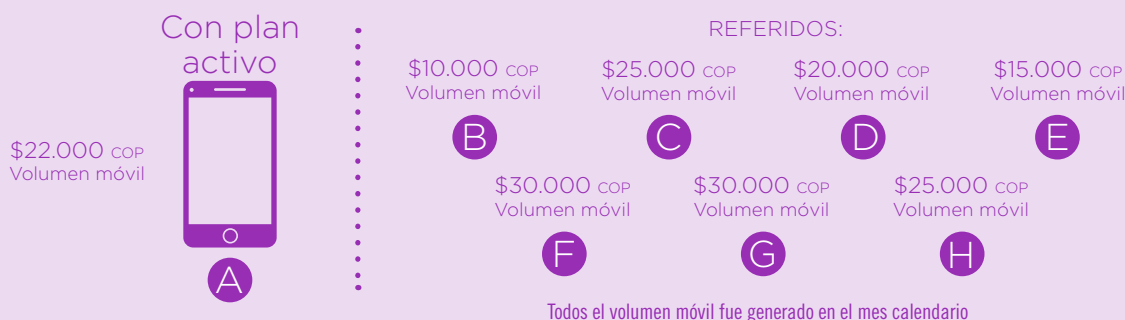 Con plan
activo
$22.000 COP
Volumen móvil
A
REFERIDOS:
$10.000 COP
Volumen móvil
B
$25.000 COP
Volumen móvil
C
$20.000 COP
Volumen móvil
D
$15.000 COP
Volumen móvil
E
$30.000 COP
Volumen móvil
F
$30.000 COP
Volumen móvil
G
$25.000 COP
Volumen móvil
H
Todos el volumen móvil fue generado en el mes calendario